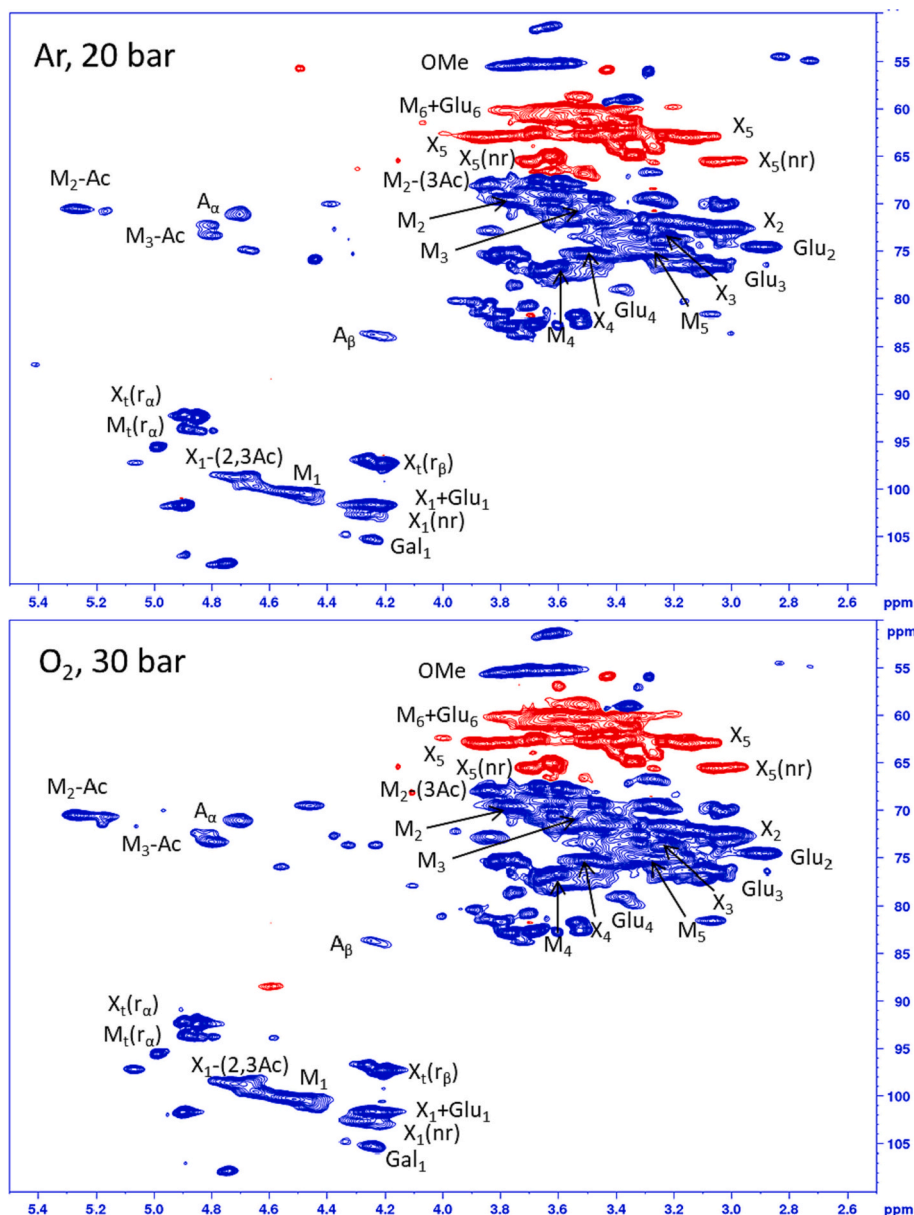 Ar, 20 bar
OMe
M₆+Glu₆
X₅
X₅
X₅(nr)
X₅(nr)
M₂-Ac
Aα
M₂-(3Ac)
M₂
M₃-Ac
M₃
X₂
Glu₂
Glu₃
X₃
Glu₄
M₅
X₄
M₄
Aβ
Xt(rα)
Mt(rα)
X₁-(2,3Ac)
M₁
Xt(rβ)
X₁+Glu₁
X₁(nr)
Gal₁
55
60
65
70
75
80
85
90
95
100
105
5.4 5.2 5.0 4.8 4.6 4.4 4.2 4.0 3.8 3.6 3.4 3.2 3.0 2.8 2.6 ppm
O₂, 30 bar
ppm
OMe
M₆+Glu₆
X₅
X₅
X₅(nr)
X₅(nr)
M₂-Ac
Aα
M₂-(3Ac)
M₂
M₃-Ac
M₃
X₂
Glu₂
Glu₃
X₃
Glu₄
M₅
X₄
M₄
Aβ
Xt(rα)
Mt(rα)
X₁-(2,3Ac)
M₁
Xt(rβ)
X₁+Glu₁
X₁(nr)
Gal₁
55
60
65
70
75
80
85
90
95
100
105
5.4 5.2 5.0 4.8 4.6 4.4 4.2 4.0 3.8 3.6 3.4 3.2 3.0 2.8 2.6 ppm